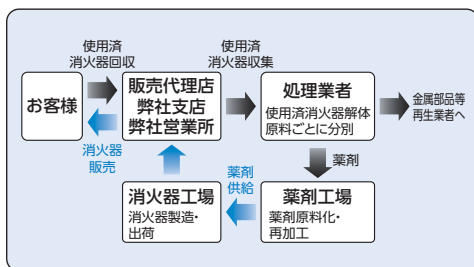 使用済
消火器回収
使用済
消火器収集
お客様
販売代理店
弊社支店
弊社営業所
処理業者
使用済消火器解体
原料ごとに分別
金属部品等
再生業者へ
消火器
販売
薬剤
薬剤
供給
消火器工場
消火器製造・
出荷
薬剤工場
薬剤原料化・
再加工